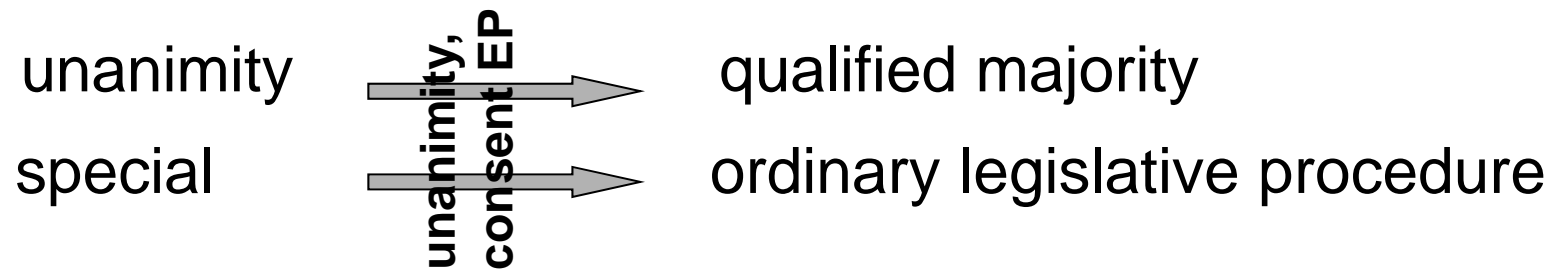 unanimity
unanimity,
consent EP
qualified majority
special
ordinary legislative procedure